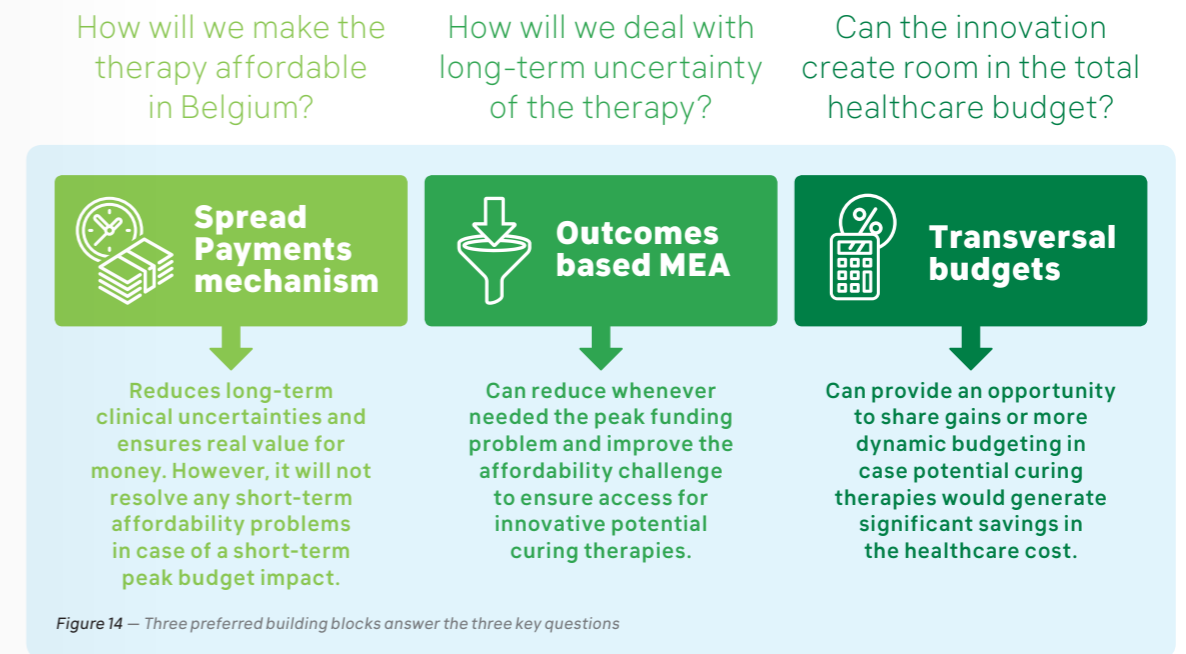 How will we make the
therapy affordable
in Belgium?
How will we deal with
long-term uncertainty
of the therapy?
Can the innovation
create room in the total
healthcare budget?
Spread
Payments
mechanism
Outcomes
based MEA
Transversal
budgets
Reduces long-term
clinical uncertainties and
ensures real value for
money. However, it will not
resolve any short-term
affordability problems
in case of a short-term
peak budget impact.
Can reduce whenever
needed the peak funding
problem and improve the
affordability challenge
to ensure access for
innovative potential
curing therapies.
Can provide an opportunity
to share gains or more
dynamic budgeting in
case potential curing
therapies would generate
significant savings in
the healthcare cost.
Figure 14 — Three preferred building blocks answer the three key questions